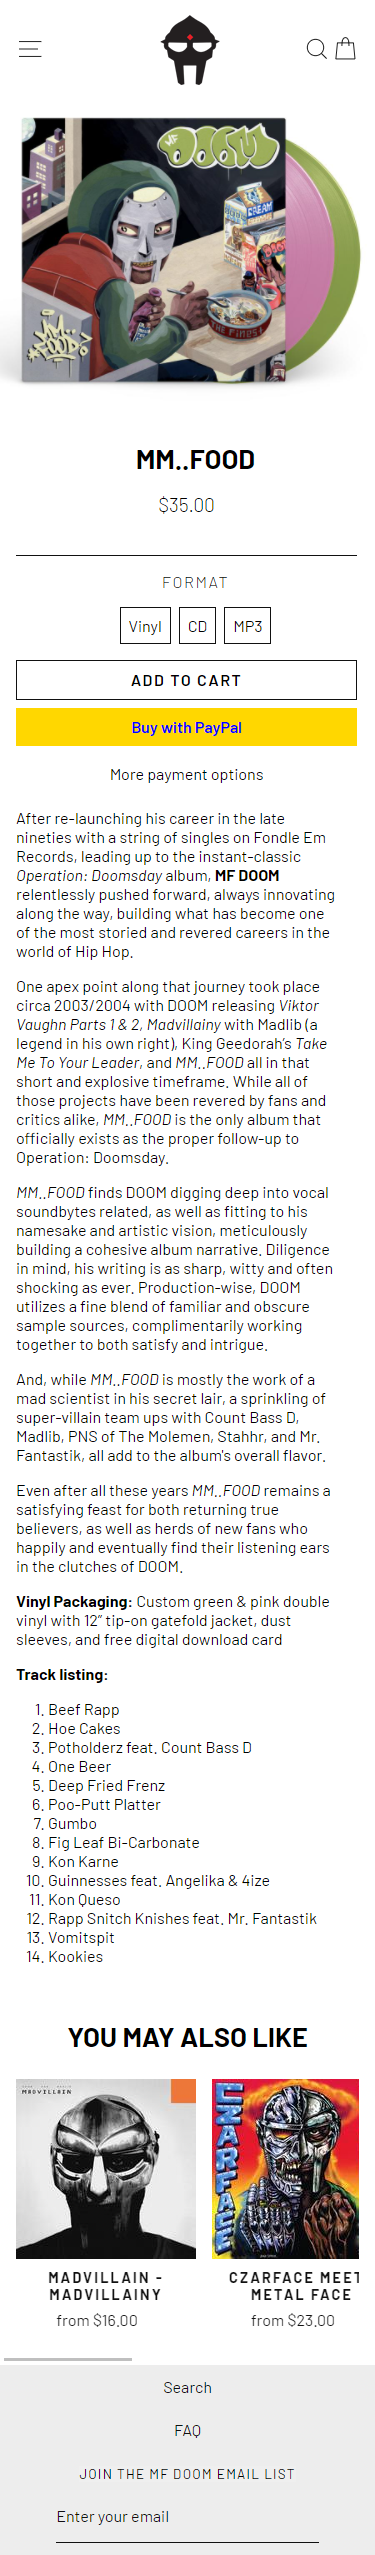 MF DOOM
CREAM
THE FINEST
MM..
FOOD?
MM..FOOD
$35.00
FORMAT
Vinyl CD MP3
ADD TO CART
Buy with PayPal
More payment options
After re-launching his career in the late
nineties with a string of singles on Fondle Em
Records, leading up to the instant-classic
Operation: Doomsday album, MF DOOM
relentlessly pushed forward, always innovating
along the way, building what has become one
of the most storied and revered careers in the
world of Hip Hop.
One apex point along that journey took place
circa 2003/2004 with DOOM releasing Viktor
Vaughn Parts 1 & 2, Madvillainy with Madlib (a
legend in his own right), King Geedorah’s Take
Me To Your Leader, and MM..FOOD all in that
short and explosive timeframe. While all of
those projects have been revered by fans and
critics alike, MM..FOOD is the only album that
officially exists as the proper follow-up to
Operation: Doomsday.
MM..FOOD finds DOOM digging deep into vocal
soundbytes related, as well as fitting to his
namesake and artistic vision, meticulously
building a cohesive album narrative. Diligence
in mind, his writing is as sharp, witty and often
shocking as ever. Production-wise, DOOM
utilizes a fine blend of familiar and obscure
sample sources, complimentarily working
together to both satisfy and intrigue.
And, while MM..FOOD is mostly the work of a
mad scientist in his secret lair, a sprinkling of
super-villain team ups with Count Bass D,
Madlib, PNS of The Molemen, Stahhr, and Mr.
Fantastik, all add to the album's overall flavor.
Even after all these years MM..FOOD remains a
satisfying feast for both returning true
believers, as well as herds of new fans who
happily and eventually find their listening ears
in the clutches of DOOM.
Vinyl Packaging: Custom green & pink double
vinyl with 12” tip-on gatefold jacket, dust
sleeves, and free digital download card
Track listing:
1. Beef Rapp
2. Hoe Cakes
3. Potholderz feat. Count Bass D
4. One Beer
5. Deep Fried Frenz
6. Poo-Putt Platter
7. Gumbo
8. Fig Leaf Bi-Carbonate
9. Kon Karne
10. Guinnesses feat. Angelika & 4ize
11. Kon Queso
12. Rapp Snitch Knishes feat. Mr. Fantastik
13. Vomitspit
14. Kookies
YOU MAY ALSO LIKE
MADVILLAIN
CZARFACE
MADVILLAIN -
MADVILLAINY
from $16.00
CZARFACE MEET
METAL FACE
from $23.00
Search
FAQ
JOIN THE MF DOOM EMAIL LIST
Enter your email